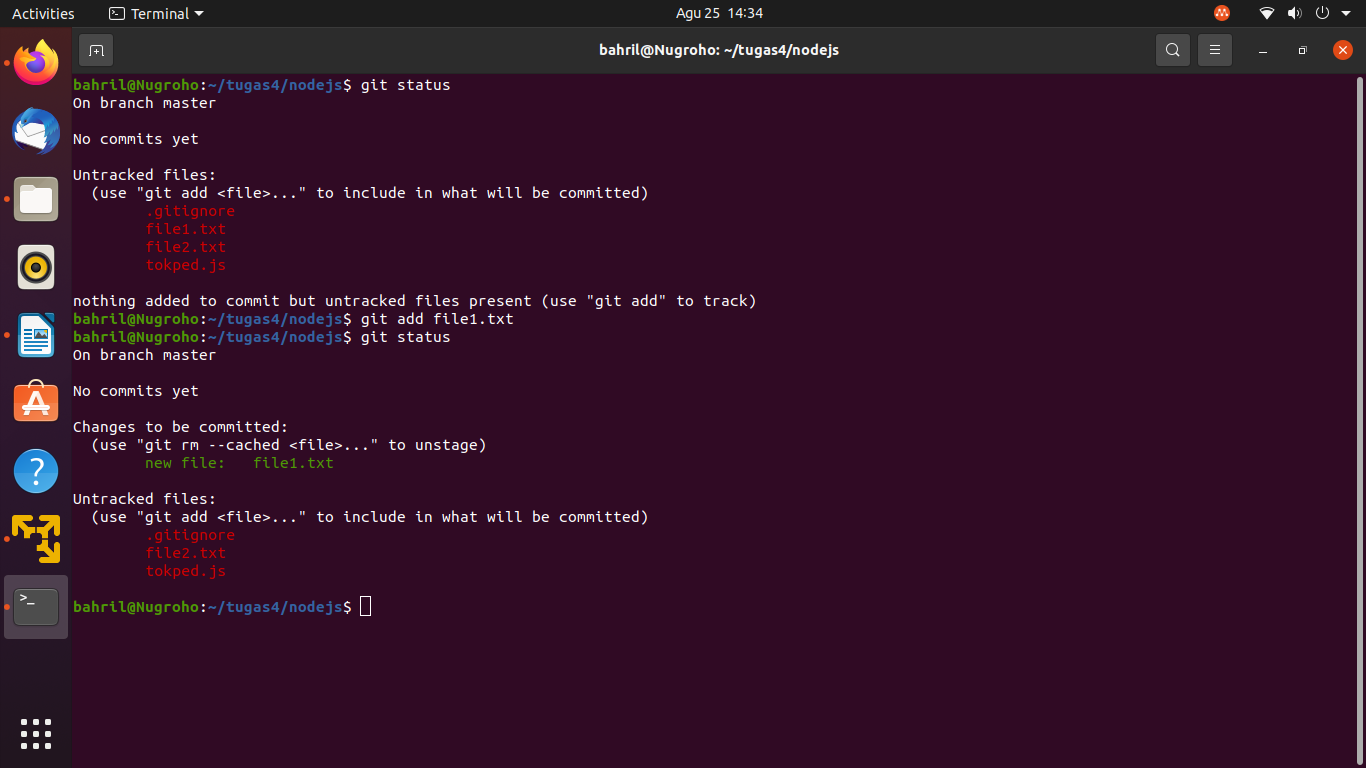 Activities
Terminal
Agu 25 14:34
bahril@Nugroho: ~/tugas4/nodejs
bahril@Nugroho:~/tugas4/nodejs$ git status
On branch master
No commits yet
Untracked files:
(use "git add <file>..." to include in what will be committed)
.gitignore
file1.txt
file2.txt
tokped.js
nothing added to commit but untracked files present (use "git add" to track)
bahril@Nugroho:~/tugas4/nodejs$ git add file1.txt
bahril@Nugroho:~/tugas4/nodejs$ git status
On branch master
No commits yet
Changes to be committed:
(use "git rm --cached <file>..." to unstage)
new file:   file1.txt
Untracked files:
(use "git add <file>..." to include in what will be committed)
.gitignore
file2.txt
tokped.js
bahril@Nugroho:~/tugas4/nodejs$